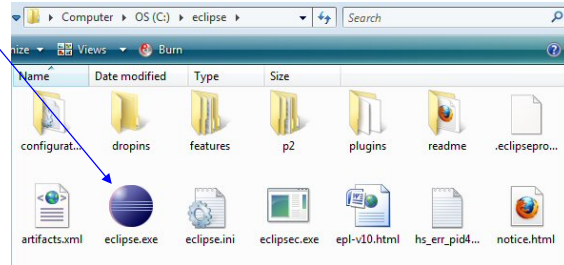 Computer ▸ OS (C:) ▸ eclipse ▸ Search
nize Views Burn
Name Date modified Type Size
configurat... dropins features p2 plugins readme .eclipsepro...
artifacts.xml eclipse.exe eclipse.ini eclipsec.exe epl-v10.html hs_err_pid4... notice.html